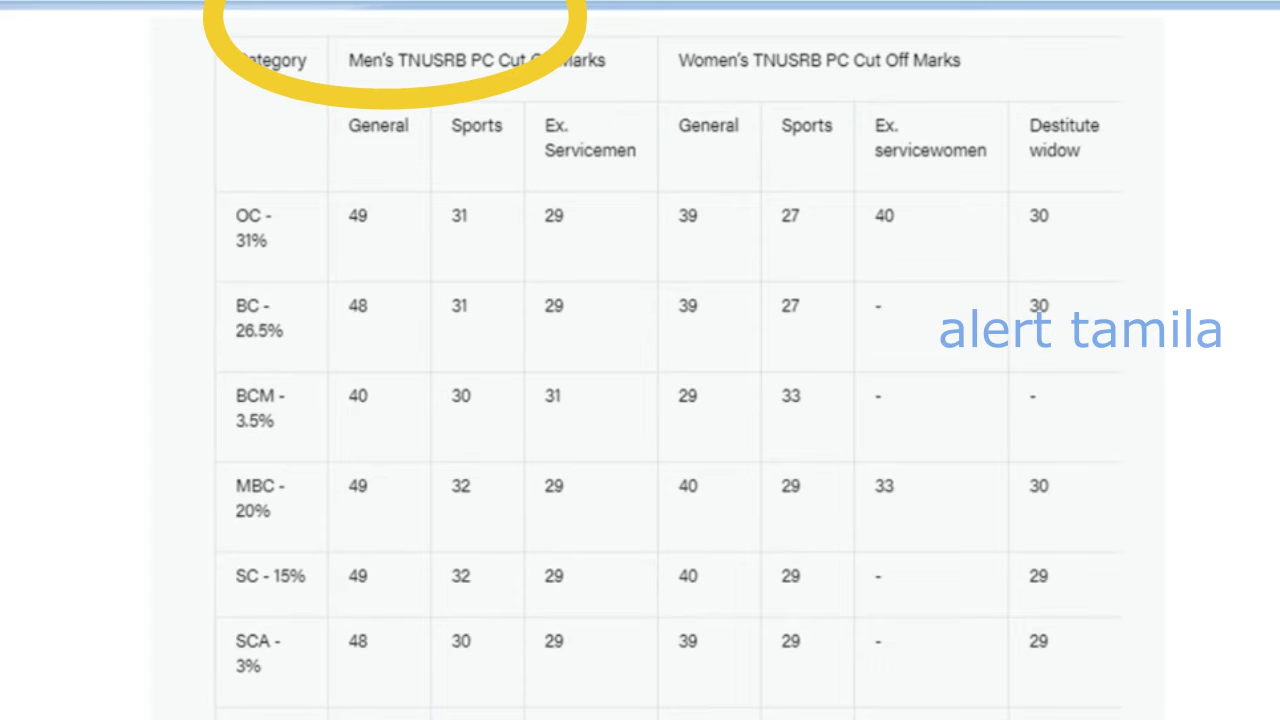 Men's TNUSRB PC Cut Marks Women's TNUSRB PC Cut Off Marks
General Sports Ex. General Sports Ex. Destitute
Servicemen servicewomen widow
OC - 49 31 29 39 27 40 30
31%
BC - 48 31 29 39 27 - 30
26.5%
alert tamila
BCM - 40 30 31 29 33 - -
3.5%
MBC - 49 32 29 40 29 33 30
20%
SC - 15% 49 32 29 40 29 - 29
SCA - 48 30 29 39 29 - 29
3%